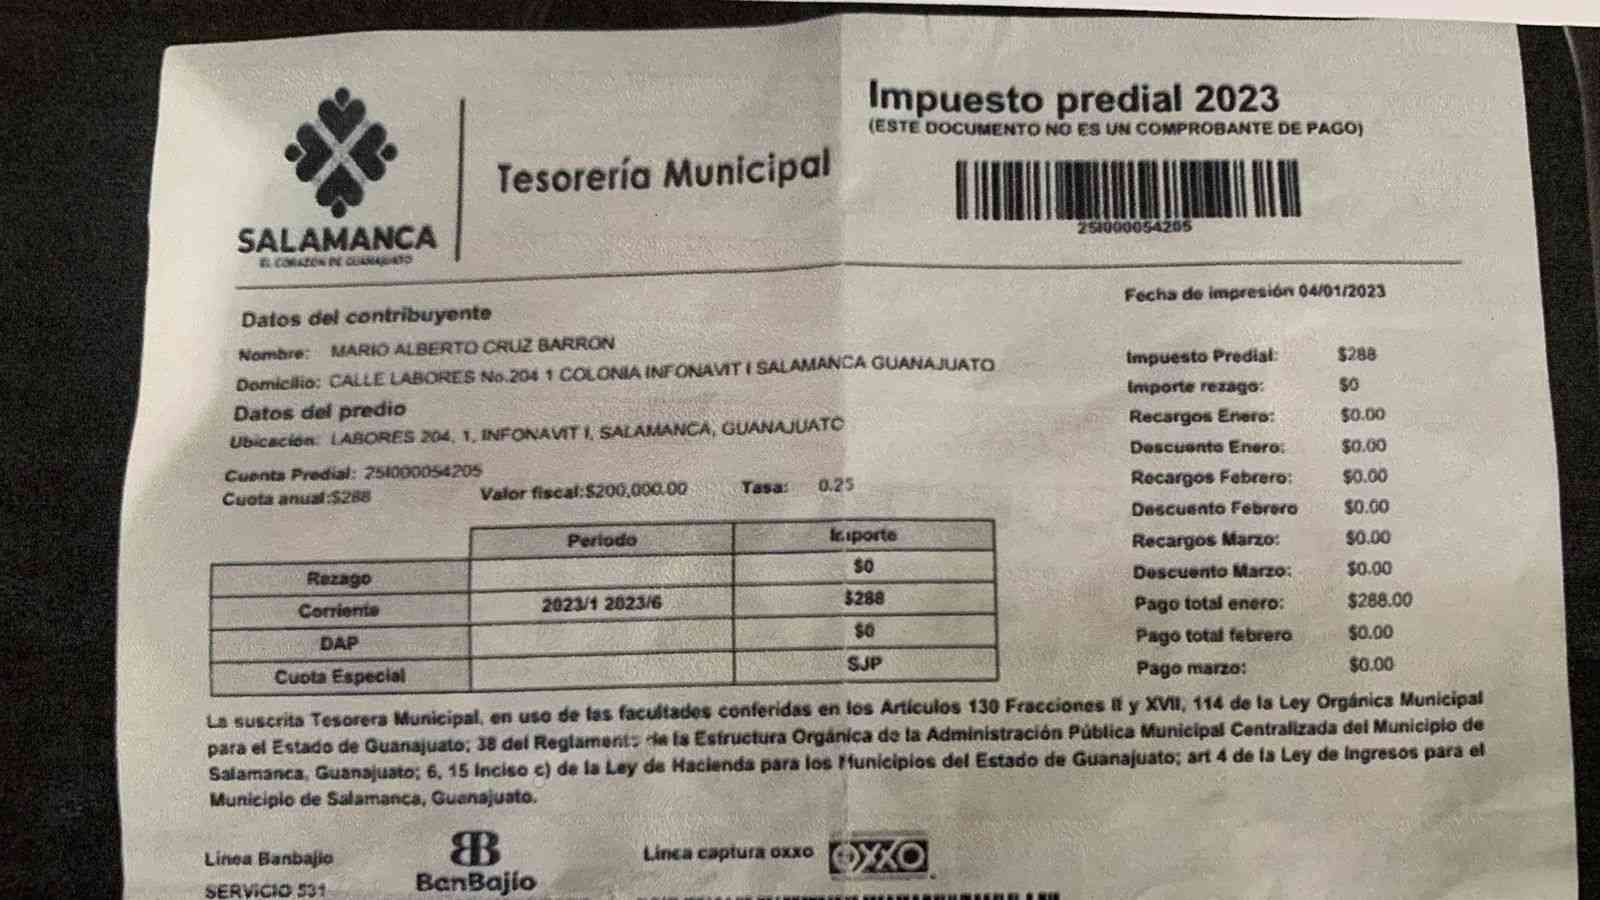 Impuesto predial 2023
(ESTE DOCUMENTO NO ES UN COMPROBANTE DE PAGO)
Tesorería Municipal
25I000054205
SALAMANCA
EL CORAZÓN DE GUANAJUATO
Fecha de impresión 04/01/2023
Datos del contribuyente
Nombre: MARIO ALBERTO CRUZ BARRON
Domicilio: CALLE LABORES No.204 1 COLONIA INFONAVIT I SALAMANCA GUANAJUATO
Datos del predio
Ubicación: LABORES 204, 1, INFONAVIT I, SALAMANCA, GUANAJUATO
Cuenta Predial: 25I000054205
Cuota anual:$288 Valor fiscal:$200,000.00 Tasa: 0.25
Periodo Importe
Rezago $0
Corriente 2023/1 2023/6 $288
DAP $0
Cuota Especial SJP
Impuesto Predial: $288
Importe rezago: $0
Recargos Enero: $0.00
Descuento Enero: $0.00
Recargos Febrero: $0.00
Descuento Febrero $0.00
Recargos Marzo: $0.00
Descuento Marzo: $0.00
Pago total enero: $288.00
Pago total febrero $0.00
Pago marzo: $0.00
La suscrita Tesorera Municipal, en uso de las facultades conferidas en los Artículos 130 Fracciones II y XVII, 114 de la Ley Orgánica Municipal
para el Estado de Guanajuato; 38 del Reglamento de la Estructura Orgánica de la Administración Pública Municipal Centralizada del Municipio de
Salamanca, Guanajuato; 6, 15 Inciso c) de la Ley de Hacienda para los Municipios del Estado de Guanajuato; art 4 de la Ley de Ingresos para el
Municipio de Salamanca, Guanajuato.
Linea Banbajio
BanBajío
Linea captura oxxo
OXXO
SERVICIO 531